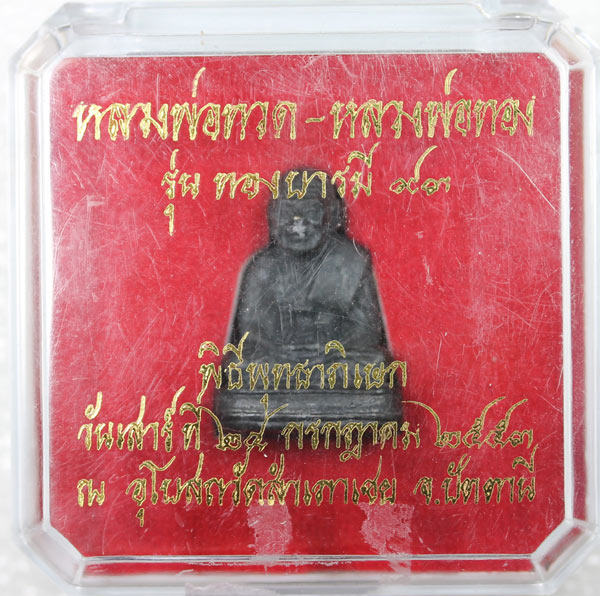 หลวงพ่อทวด - หลวงพ่อทอง
รุ่น ทองบารมี ๙๓
พิธีพุทธาภิเษก
วันเสาร์ ที่ ๒๔ กรกฎาคม ๒๕๕๓
ณ อุโบสถวัดสำเภาเชย จ.ปัตตานี